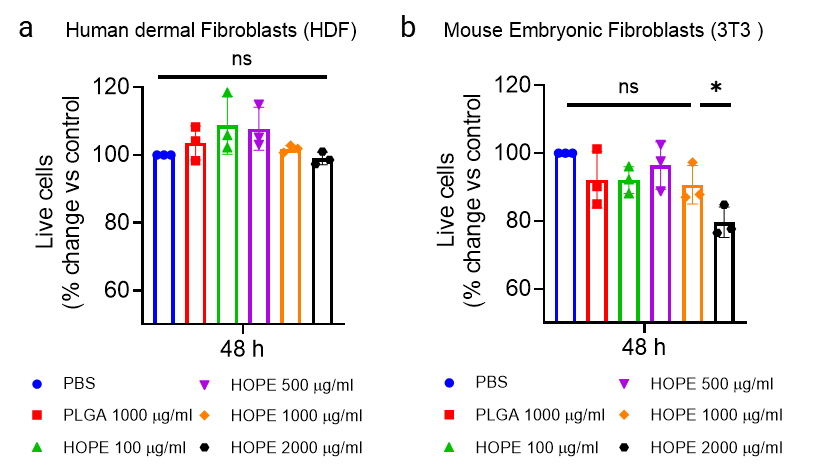 a
Human dermal Fibroblasts (HDF)
ns
120
100
80
60
Live cells
(% change vs control
48 h
PBS
PLGA 1000 µg/ml
HOPE 100 µg/ml
HOPE 500 µg/ml
HOPE 1000 µg/ml
HOPE 2000 µg/ml
b
Mouse Embryonic Fibroblasts (3T3 )
ns
*
120
100
80
60
Live cells
(% change vs control
48 h
PBS
PLGA 1000 µg/ml
HOPE 100 µg/ml
HOPE 500 µg/ml
HOPE 1000 µg/ml
HOPE 2000 µg/ml